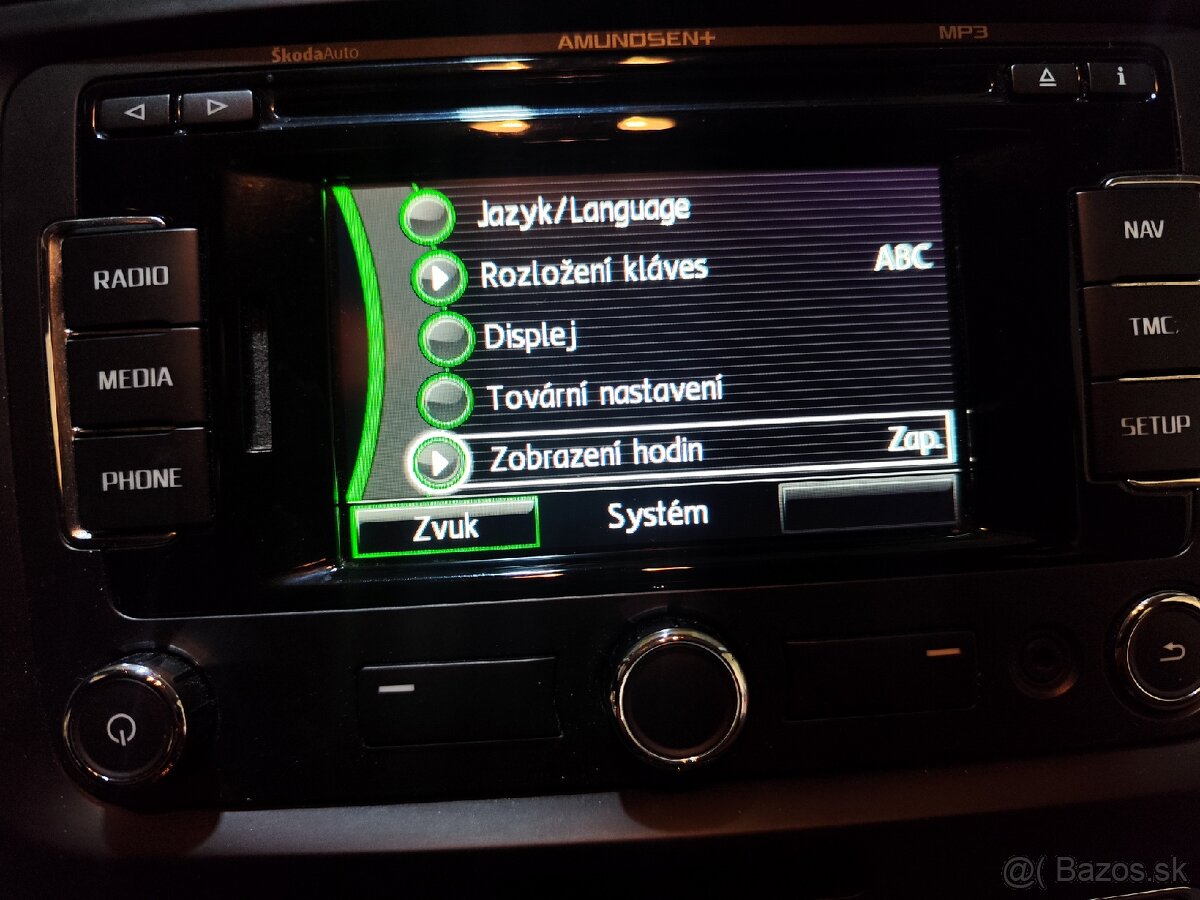 ŠkodaAuto AMUNDSEN+ MP3
i
RADIO
MEDIA
PHONE
Jazyk/Language
Rozložení kláves ABC
Displej
Tovární nastavení
Zobrazení hodin Zap.
Zvuk Systém
NAV
TMC
SETUP
@( Bazos.sk